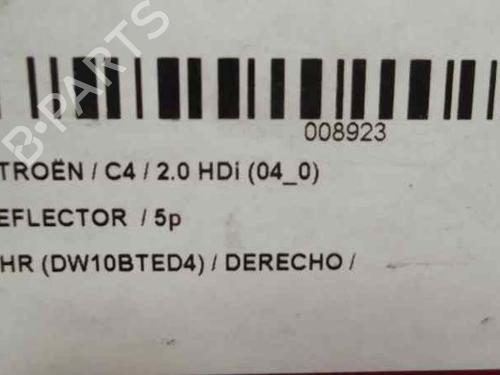 008923
TROËN / C4 / 2.0 HDi (04_0)
EFLECTOR / 5p
HR (DW10BTED4) / DERECHO /
B-PARTS